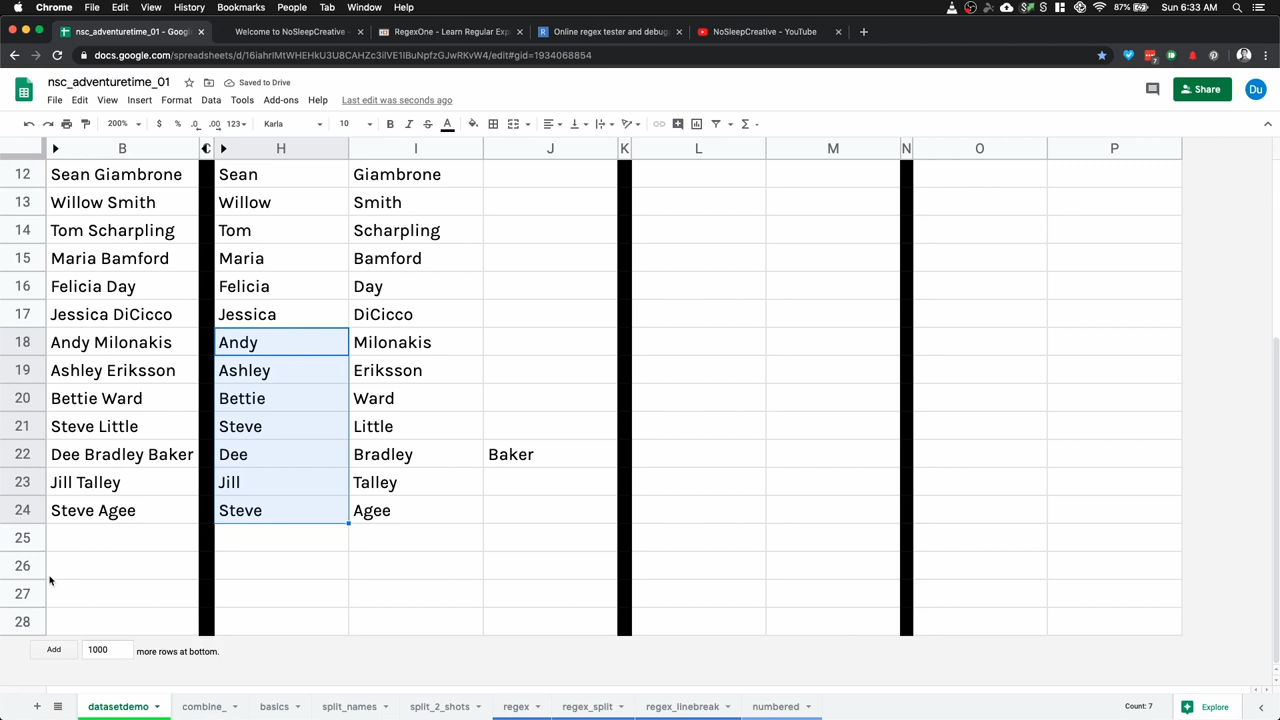 Chrome File Edit View History Bookmarks People Tab Window Help 87% Sun 6:33 AM
nsc_adventuretime_01 - Googl Welcome to NoSleepCreative - RegexOne - Learn Regular Exp Online regex tester and debug NoSleepCreative - YouTube
docs.google.com/spreadsheets/d/16iahrIMtWHEHkU3U8CAHZc3iIVE1IBuNpfzGJwRKvW4/edit#gid=1934068854
nsc_adventuretime_01 Saved to Drive
File Edit View Insert Format Data Tools Add-ons Help Last edit was seconds ago Share Du
200% $ % .0 .00 123 Karla 10 B I S A
B C H I J K L M N O P
12 Sean Giambrone Sean Giambrone
13 Willow Smith Willow Smith
14 Tom Scharpling Tom Scharpling
15 Maria Bamford Maria Bamford
16 Felicia Day Felicia Day
17 Jessica DiCicco Jessica DiCicco
18 Andy Milonakis Andy Milonakis
19 Ashley Eriksson Ashley Eriksson
20 Bettie Ward Bettie Ward
21 Steve Little Steve Little
22 Dee Bradley Baker Dee Bradley Baker
23 Jill Talley Jill Talley
24 Steve Agee Steve Agee
25
26
27
28
Add 1000 more rows at bottom.
datasetdemo combine_ basics split_names split_2_shots regex regex_split regex_linebreak numbered Count: 7 Explore